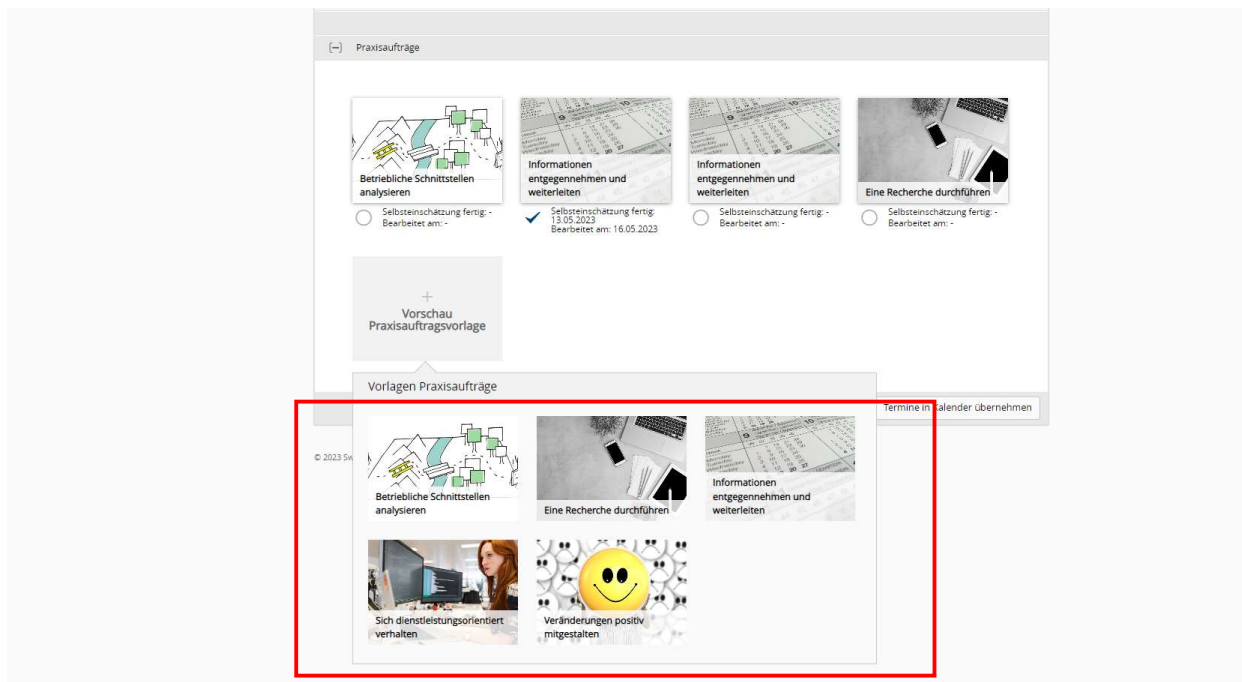 Praxisaufträge
Betriebliche Schnittstellen
analysieren
Informationen
entgegennehmen und
weiterleiten
Informationen
entgegennehmen und
weiterleiten
Eine Recherche durchführen
Selbsteinschätzung fertig: -
Bearbeitet am: -
Selbsteinschätzung fertig:
13.05.2023
Bearbeitet am: 16.05.2023
Selbsteinschätzung fertig: -
Bearbeitet am: -
Selbsteinschätzung fertig: -
Bearbeitet am: -
+
Vorschau
Praxisauftragsvorlage
Vorlagen Praxisaufträge
Termine in Kalender übernehmen
© 2023
Betriebliche Schnittstellen
analysieren
Eine Recherche durchführen
Informationen
entgegennehmen und
weiterleiten
Sich dienstleistungsorientiert
verhalten
Veränderungen positiv
mitgestalten